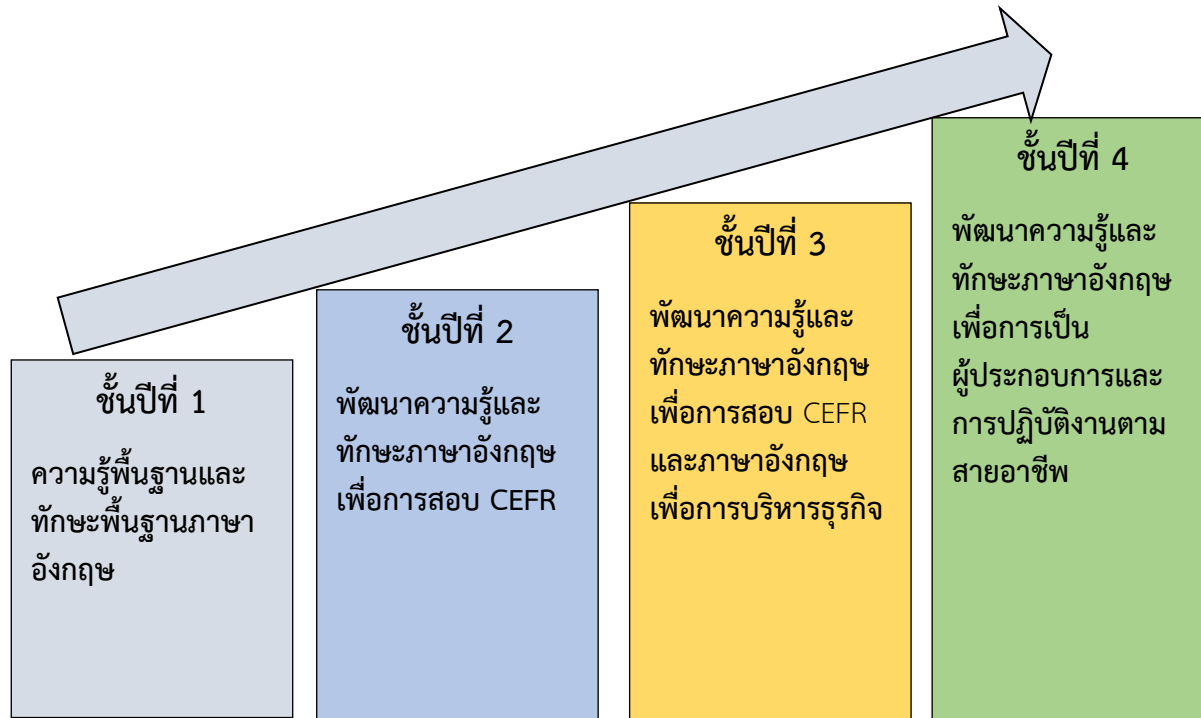 ชั้นปีที่ 1
ความรู้พื้นฐานและ
ทักษะพื้นฐานภาษา
อังกฤษ
ชั้นปีที่ 2
พัฒนาความรู้และ
ทักษะภาษาอังกฤษ
เพื่อการสอบ CEFR
ชั้นปีที่ 3
พัฒนาความรู้และ
ทักษะภาษาอังกฤษ
เพื่อการสอบ CEFR
และภาษาอังกฤษ
เพื่อการบริหารธุรกิจ
ชั้นปีที่ 4
พัฒนาความรู้และ
ทักษะภาษาอังกฤษ
เพื่อการเป็น
ผู้ประกอบการและ
การปฏิบัติงานตาม
สายอาชีพ